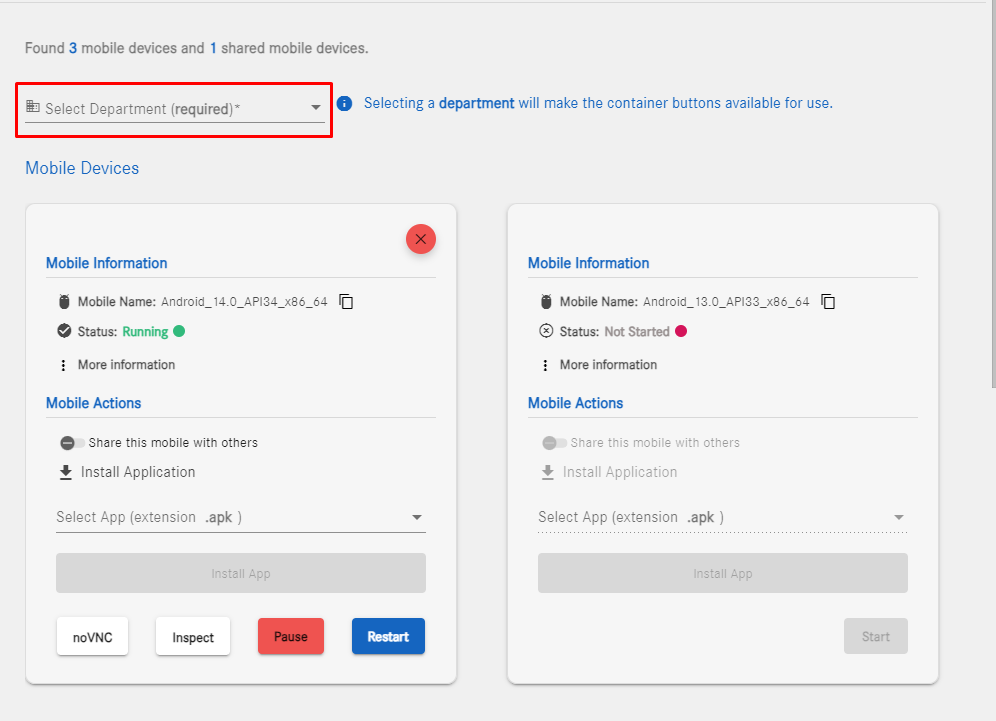 Found 3 mobile devices and 1 shared mobile devices.
Select Department (required)*
Selecting a department will make the container buttons available for use.
Mobile Devices
Mobile Information
Mobile Name: Android_14.0_API34_x86_64
Status: Running
More information
Mobile Actions
Share this mobile with others
Install Application
Select App (extension .apk )
Install App
noVNC
Inspect
Pause
Restart
Mobile Information
Mobile Name: Android_13.0_API33_x86_64
Status: Not Started
More information
Mobile Actions
Share this mobile with others
Install Application
Select App (extension .apk )
Install App
Start